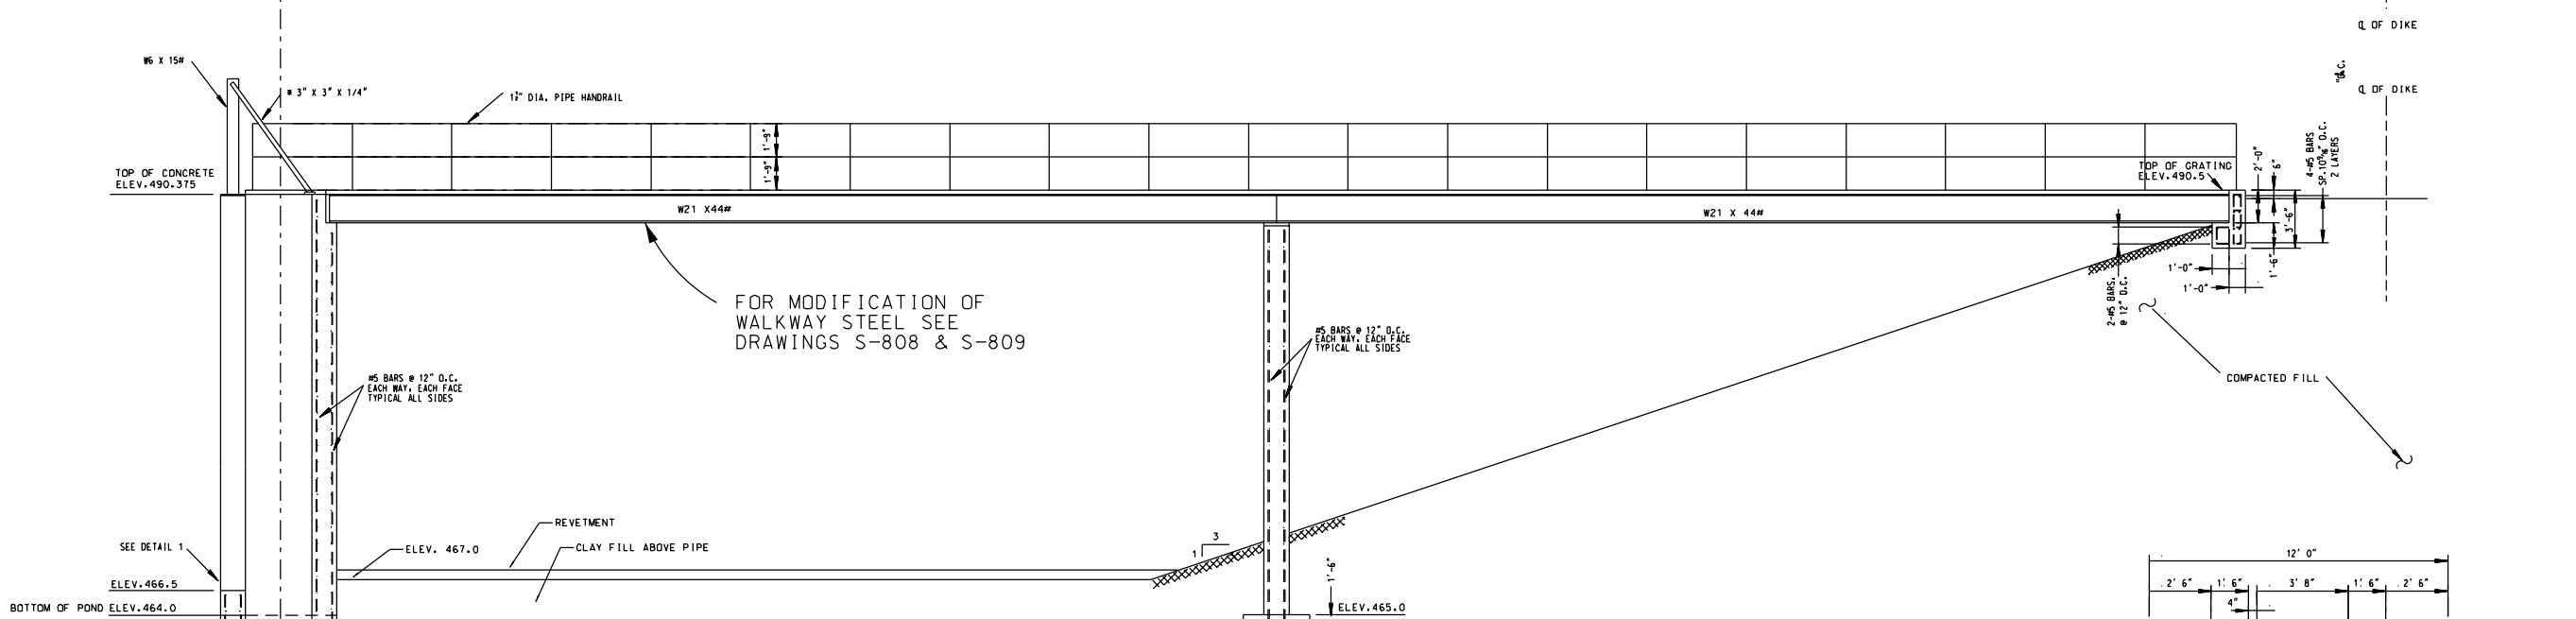 ℄ OF DIKE
W6 X 15#
3" X 3" X 1/4"
1½" DIA. PIPE HANDRAIL
℄ OF DIKE
1'-9"
1'-9"
TOP OF CONCRETE
ELEV.490.375
TOP OF GRATING
ELEV.490.5
2'-0"
6"
4-#5 BARS
2 LAYERS
W21 X44#
W21 X 44#
3'-6"
1'-6"
1'-0"
1'-0"
2-#5 BARS.
@ 12" O.C.
FOR MODIFICATION OF
WALKWAY STEEL SEE
DRAWINGS S-808 & S-809
#5 BARS @ 12" O.C.
EACH WAY. EACH FACE
TYPICAL ALL SIDES
#5 BARS @ 12" O.C.
EACH WAY. EACH FACE
TYPICAL ALL SIDES
COMPACTED FILL
REVETMENT
CLAY FILL ABOVE PIPE
ELEV. 467.0
3
1
SEE DETAIL 1
ELEV.466.5
BOTTOM OF POND ELEV.464.0
1'-6"
ELEV.465.0
12' 0"
2' 6"
1' 6"
3' 8"
1' 6"
2' 6"
4"